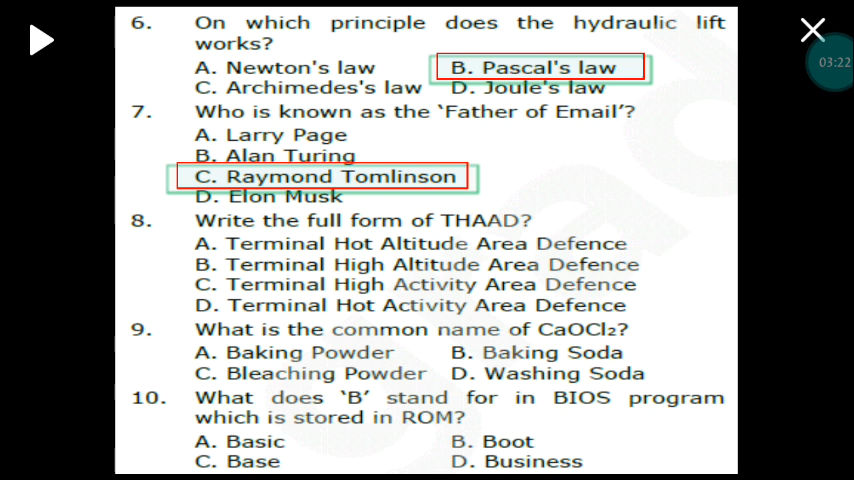 6. On which principle does the hydraulic lift
works?
A. Newton's law B. Pascal's law
C. Archimedes's law D. Joule's law
7. Who is known as the ‘Father of Email’?
A. Larry Page
B. Alan Turing
C. Raymond Tomlinson
D. Elon Musk
8. Write the full form of THAAD?
A. Terminal Hot Altitude Area Defence
B. Terminal High Altitude Area Defence
C. Terminal High Activity Area Defence
D. Terminal Hot Activity Area Defence
9. What is the common name of CaOCl₂?
A. Baking Powder B. Baking Soda
C. Bleaching Powder D. Washing Soda
10. What does ‘B’ stand for in BIOS program
which is stored in ROM?
A. Basic B. Boot
C. Base D. Business
03:22